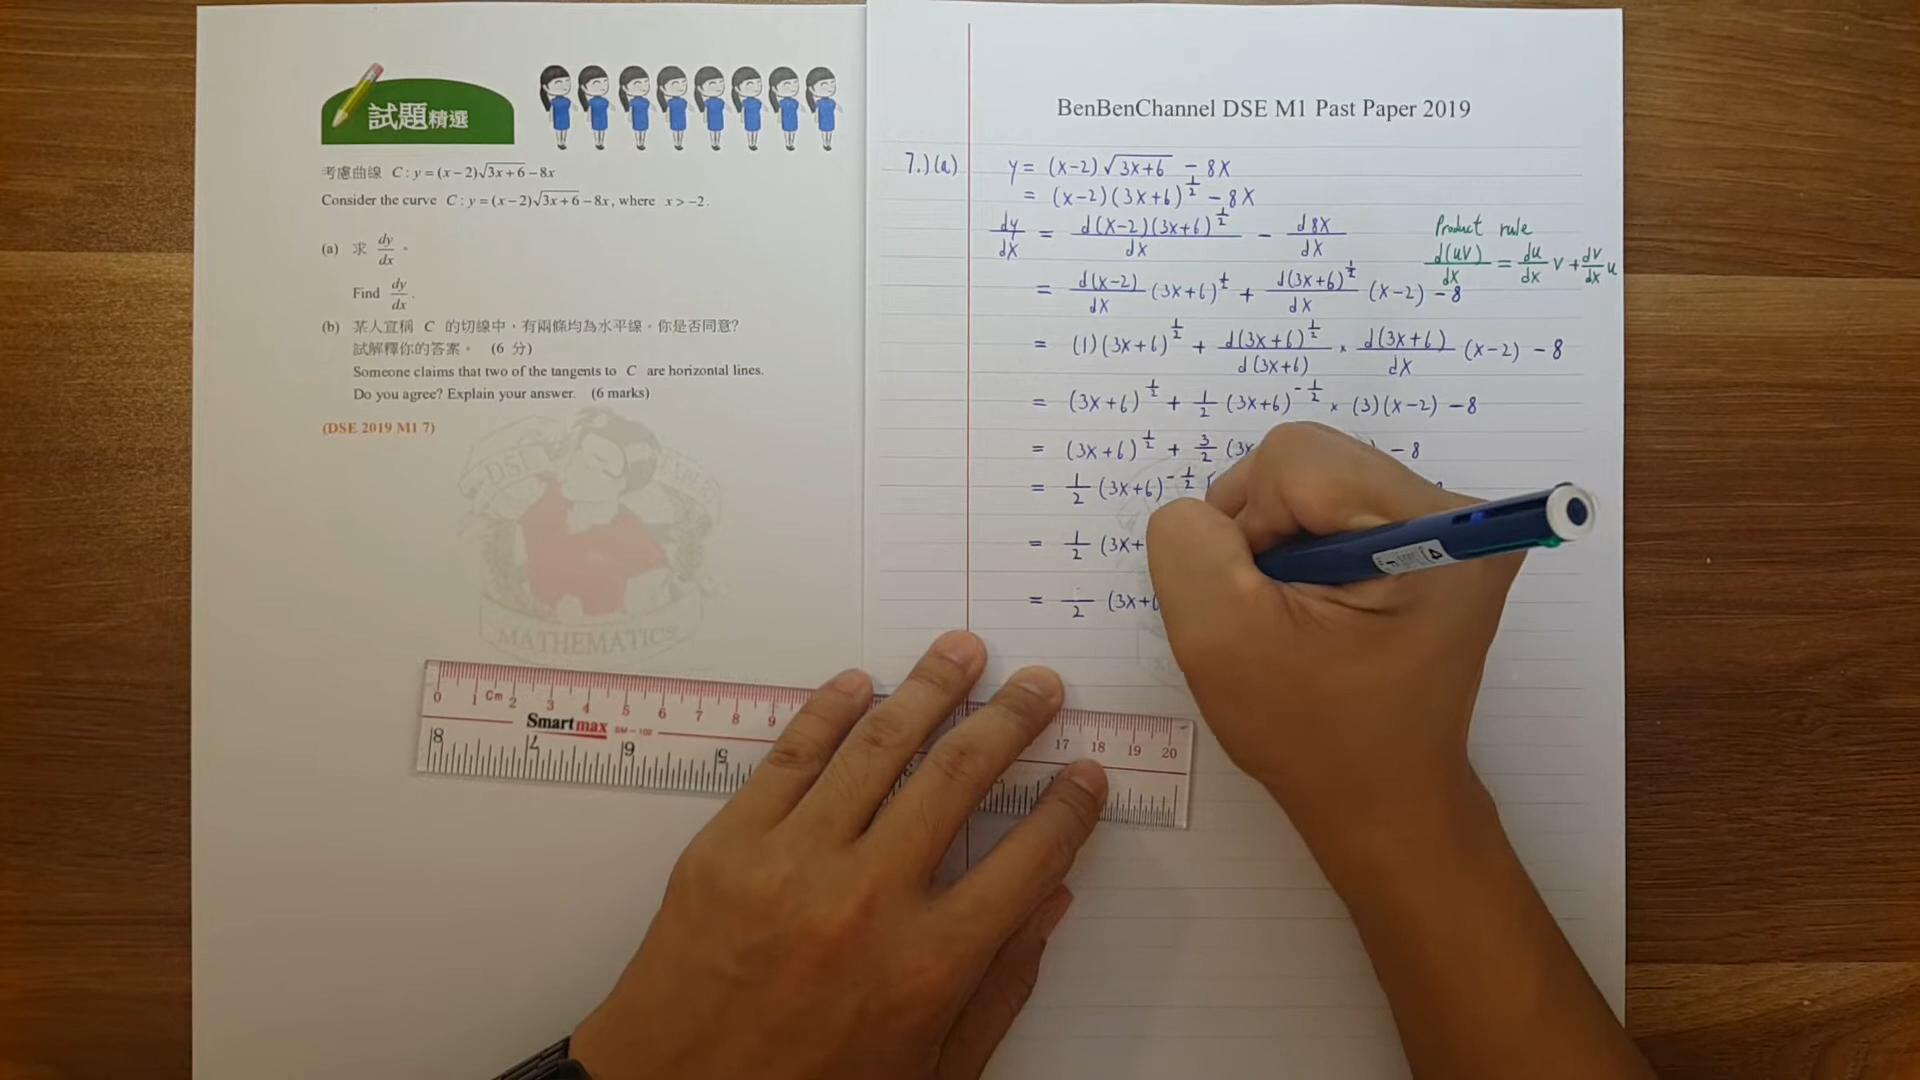 試題精選
考慮曲線 C : y = (x − 2)√(3x + 6) − 8x
Consider the curve C : y = (x − 2)√(3x + 6) − 8x, where x > −2.
(a) 求 dy/dx 。
Find dy/dx.
(b) 某人宣稱 C 的切線中，有兩條均為水平線。你是否同意?
試解釋你的答案。 (6 分)
Someone claims that two of the tangents to C are horizontal lines.
Do you agree? Explain your answer. (6 marks)
(DSE 2019 M1 7)
MATHEMATICS
0 1 Cm 2 3 4 5 6 7 8 9 17 18 19 20
Smartmax SM-102
8 7 6 5
BenBenChannel DSE M1 Past Paper 2019
7.)(a) y = (x−2)√(3x+6) − 8x
= (x−2)(3x+6)^(1/2) − 8x
dy/dx = d(x−2)(3x+6)^(1/2)/dx − d8x/dx
Product rule
d(uv)/dx = du/dx v + dv/dx u
= d(x−2)/dx (3x+6)^(1/2) + d(3x+6)^(1/2)/dx (x−2) − 8
= (1)(3x+6)^(1/2) + d(3x+6)^(1/2)/d(3x+6) × d(3x+6)/dx (x−2) − 8
= (3x+6)^(1/2) + 1/2 (3x+6)^(−1/2) × (3)(x−2) − 8
= (3x+6)^(1/2) + 3/2 (3x − 8
= 1/2 (3x+6)^(−1/2) [
= 1/2 (3x+
= /2 (3x+6